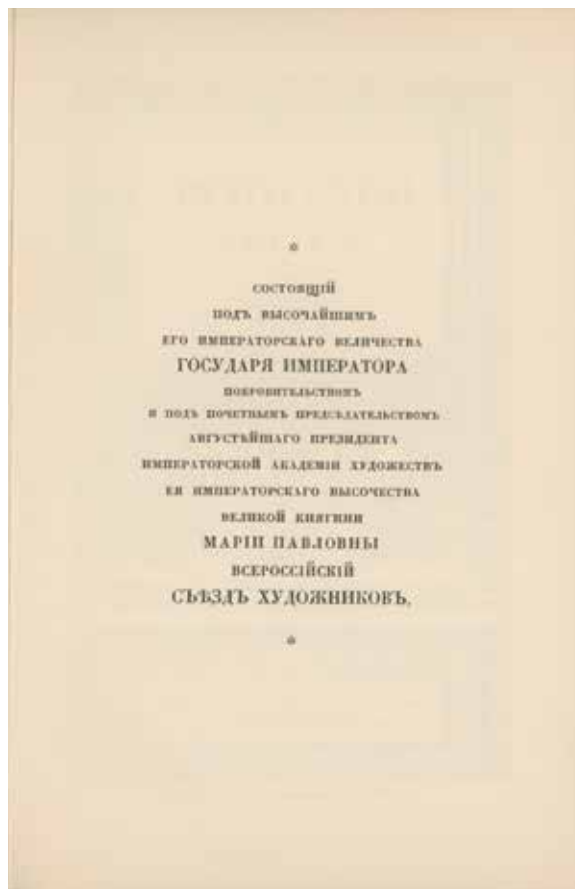 СОСТОЯЩІЙ
ПОДЪ ВЫСОЧАЙШИМЪ
ЕГО ИМПЕРАТОРСКАГО ВЕЛИЧЕСТВА
ГОСУДАРЯ ИМПЕРАТОРА
ПОКРОВИТЕЛЬСТВОМЪ
И ПОДЪ ПОЧЕТНЫМЪ ПРЕДСѢДАТЕЛЬСТВОМЪ
АВГУСТѢЙШАГО ПРЕЗИДЕНТА
ИМПЕРАТОРСКОЙ АКАДЕМІИ ХУДОЖЕСТВЪ
ЕЯ ИМПЕРАТОРСКАГО ВЫСОЧЕСТВА
ВЕЛИКОЙ КНЯГИНИ
МАРІИ ПАВЛОВНЫ
ВСЕРОССІЙСКІЙ
СЪѢЗДЪ ХУДОЖНИКОВЪ,